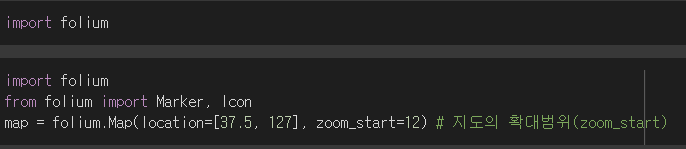 import folium
import folium
from folium import Marker, Icon
map = folium.Map(location=[37.5, 127], zoom_start=12) # 지도의 확대범위(zoom_start)